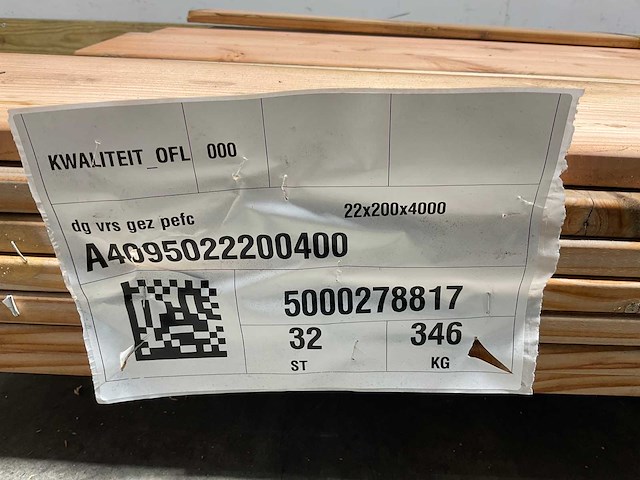 KWALITEIT_OFL 000
dg vrs gez pefc 22x200x4000
A4095022200400
5000278817
32 346
ST KG